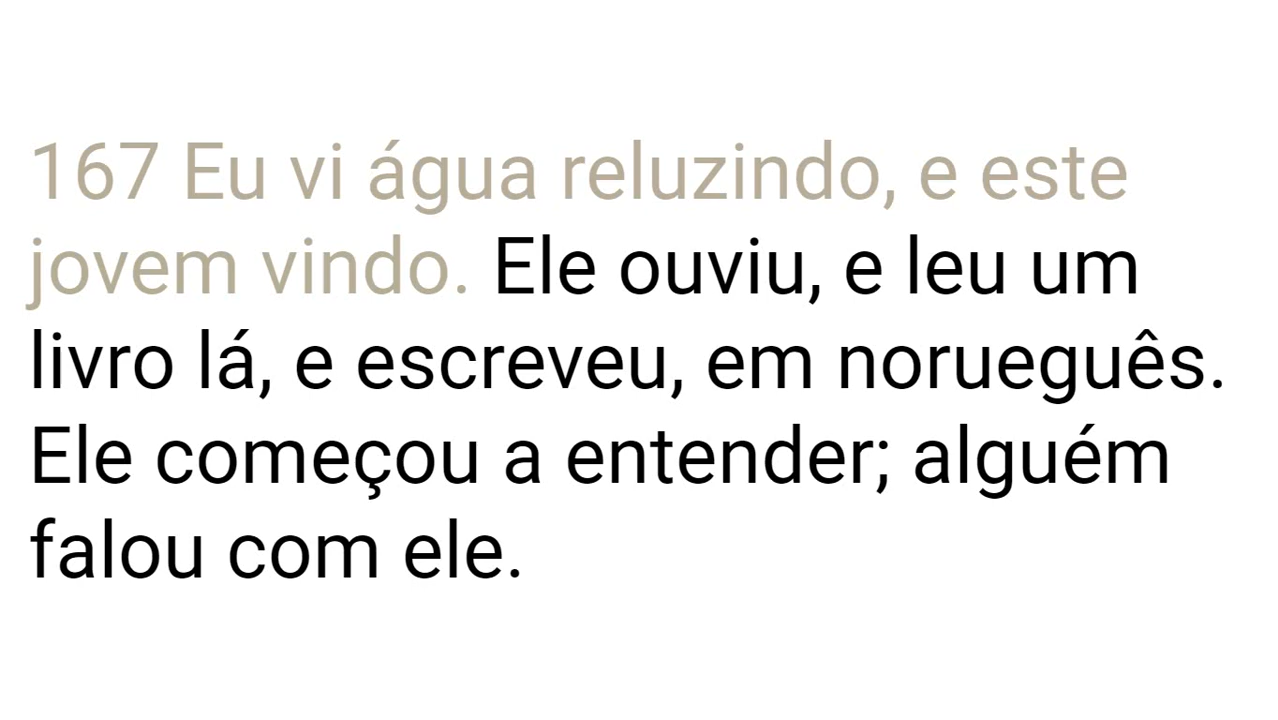 167 Eu vi água reluzindo, e este
jovem vindo. Ele ouviu, e leu um
livro lá, e escreveu, em norueguês.
Ele começou a entender; alguém
falou com ele.